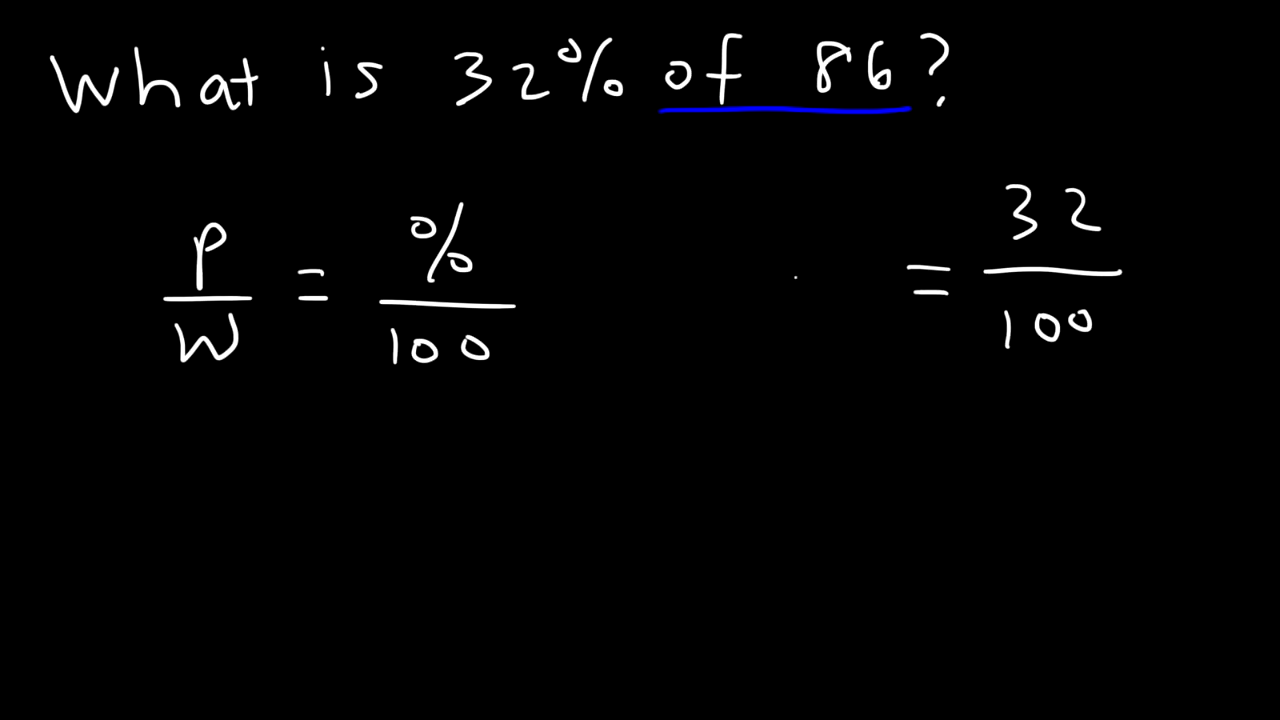 What is 32% of 86?
P/W = %/100
= 32/100